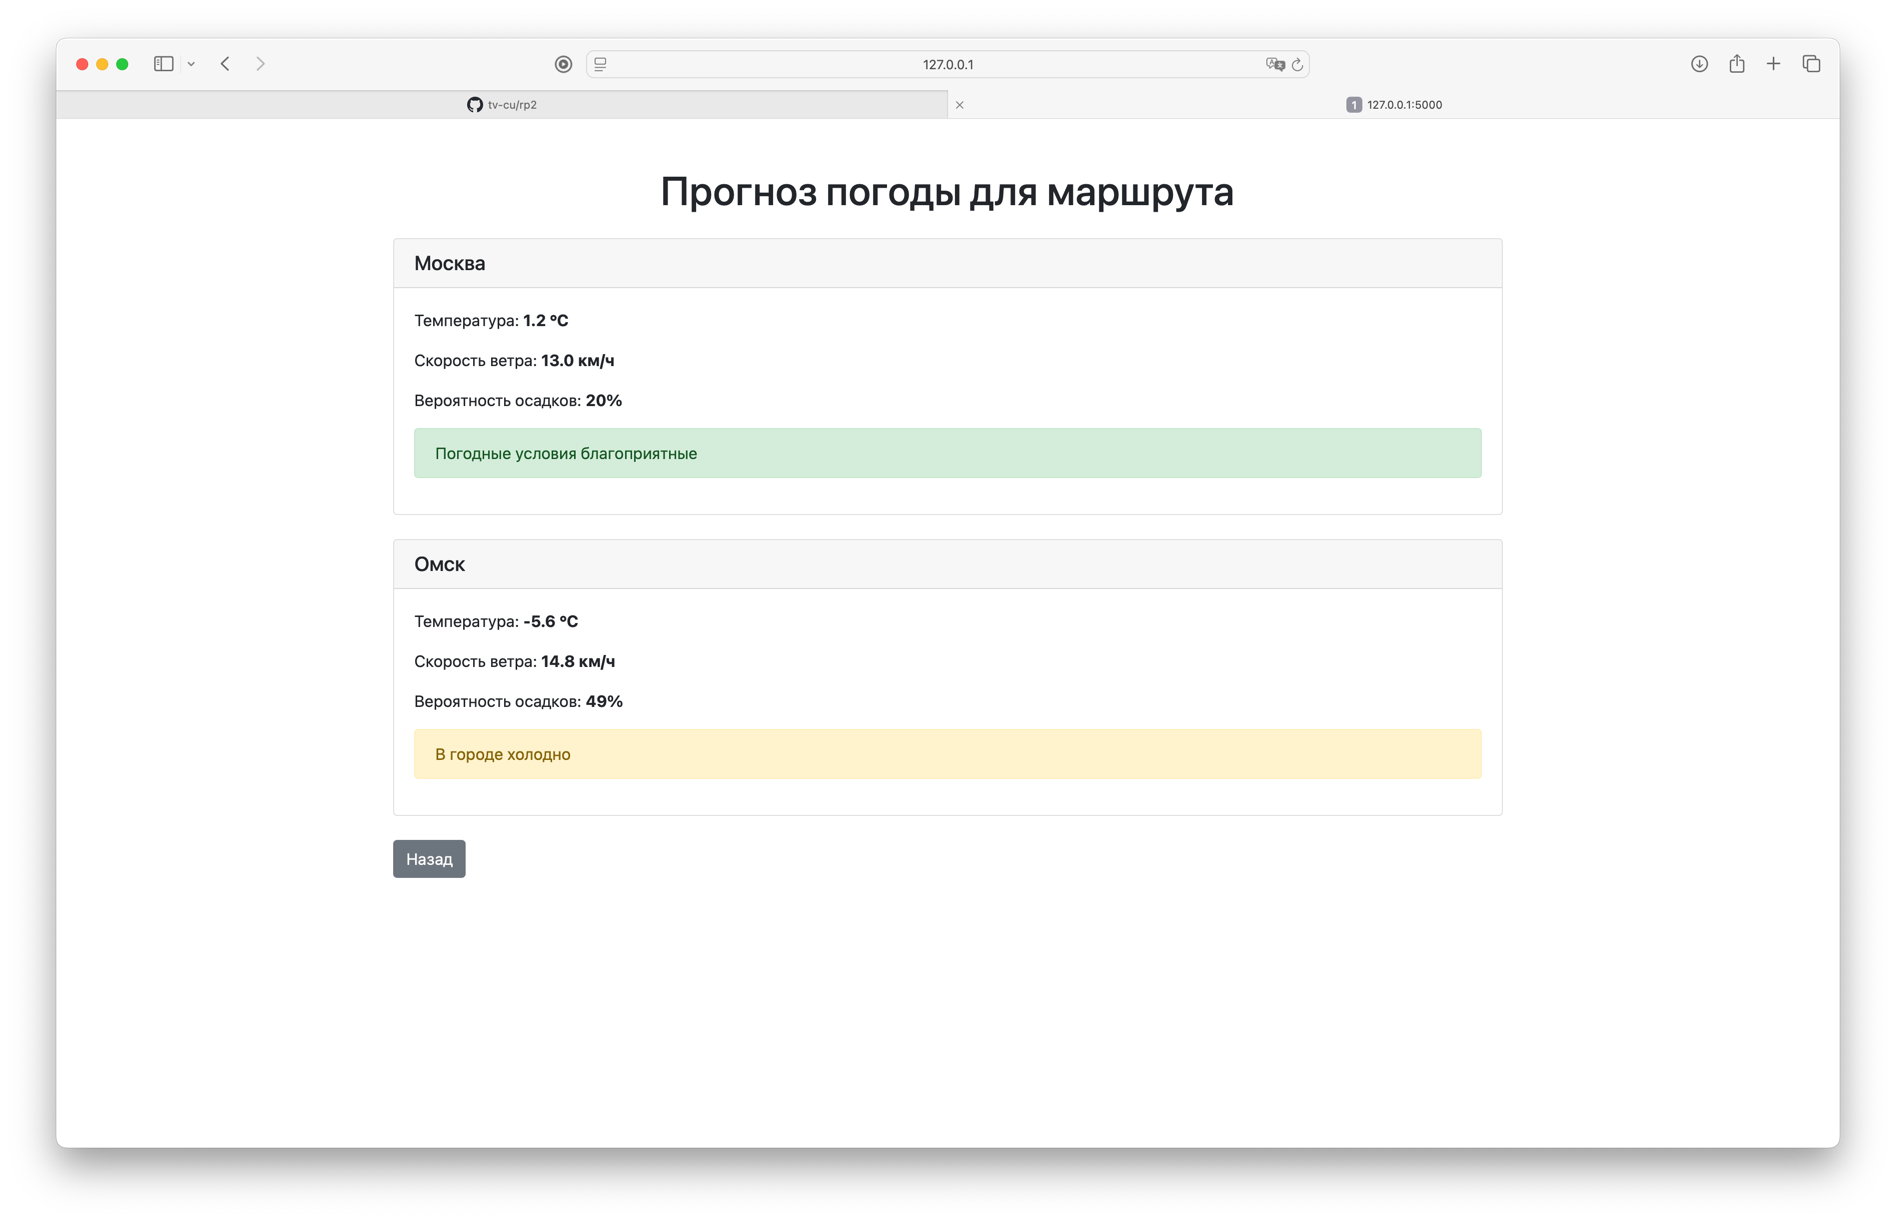 127.0.0.1
tv-cu/rp2
1 127.0.0.1:5000
Прогноз погоды для маршрута
Москва
Температура: 1.2 °C
Скорость ветра: 13.0 км/ч
Вероятность осадков: 20%
Погодные условия благоприятные
Омск
Температура: -5.6 °C
Скорость ветра: 14.8 км/ч
Вероятность осадков: 49%
В городе холодно
Назад